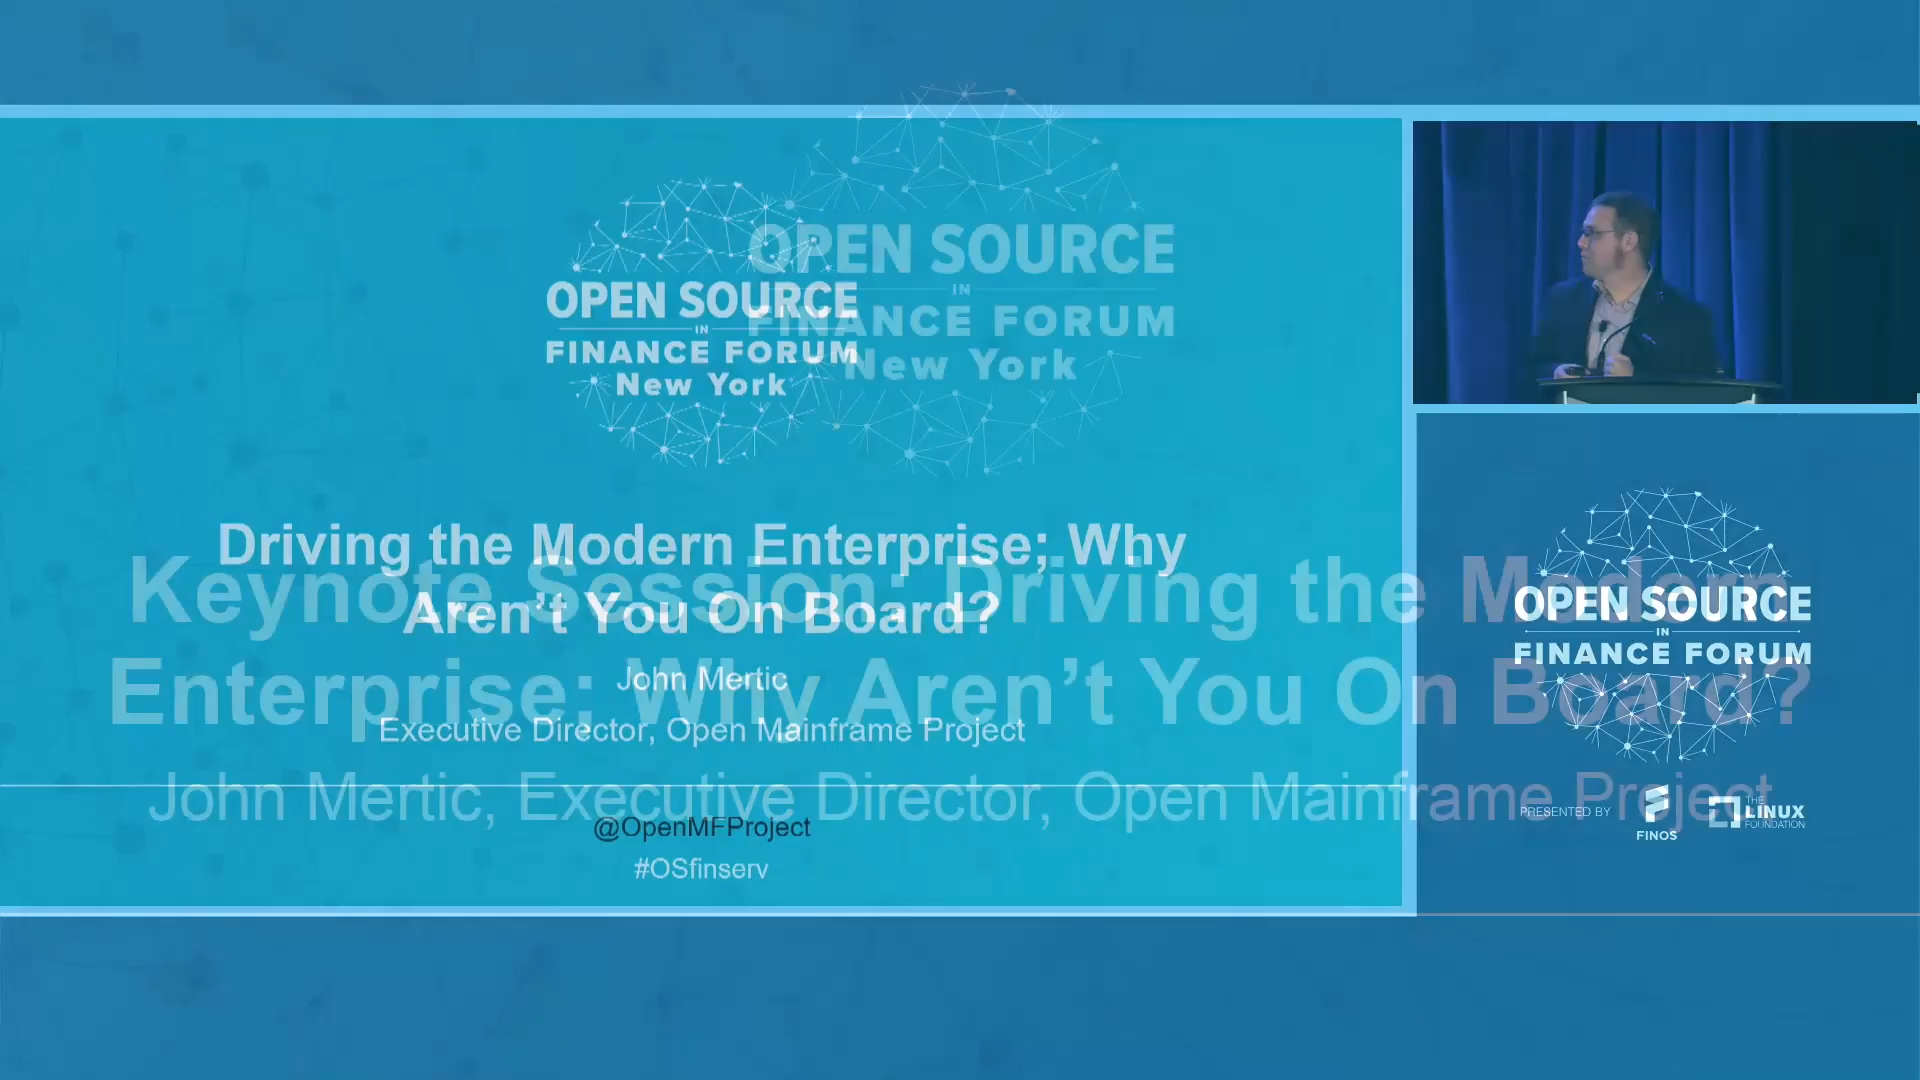 OPEN SOURCE
IN
FINANCE FORUM
New York
Driving the Modern Enterprise; Why
Aren't You On Board?
John Mertic
Executive Director, Open Mainframe Project
@OpenMFProject
#OSfinserv
OPEN SOURCE
IN
FINANCE FORUM
New York
Keynote Session: Driving the Modern
Enterprise; Why Aren't You On Board?
John Mertic, Executive Director, Open Mainframe Project
OPEN SOURCE
IN
FINANCE FORUM
PRESENTED BY
FINOS
THE
LINUX
FOUNDATION